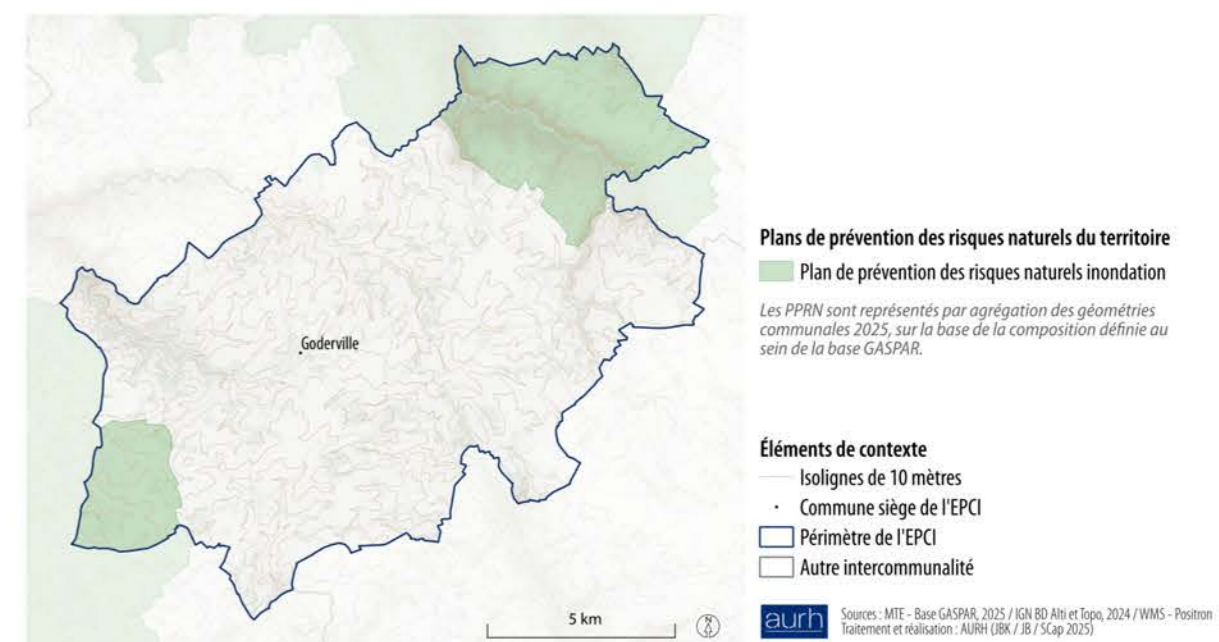 Goderville
5 km
N
Plans de prévention des risques naturels du territoire
Plan de prévention des risques naturels inondation
Les PPRN sont représentés par agrégation des géométries
communales 2025, sur la base de la composition définie au
sein de la base GASPAR.
Éléments de contexte
Isolignes de 10 mètres
Commune siège de l'EPCI
Périmètre de l'EPCI
Autre intercommunalité
aurh
Sources : MTE - Base GASPAR, 2025 / IGN BD Alti et Topo, 2024 / WMS - Positron
Traitement et réalisation : AURH (JBK / JB / SCap 2025)